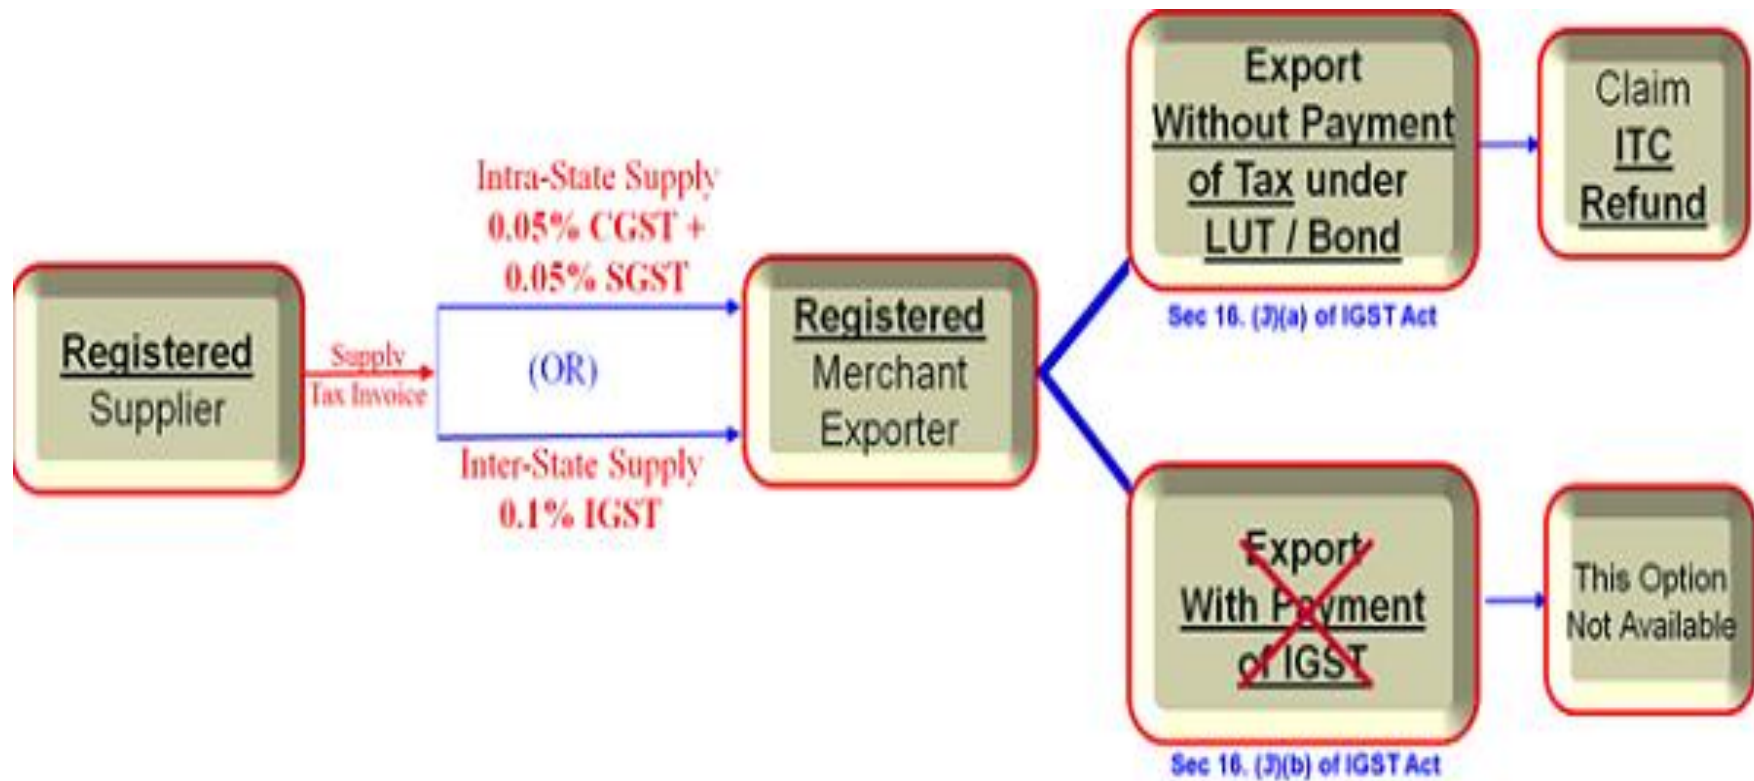 Registered
Supplier
Supply
Tax Invoice
Intra-State Supply
0.05% CGST +
0.05% SGST
(OR)
Inter-State Supply
0.1% IGST
Registered
Merchant
Exporter
Export
Without Payment
of Tax under
LUT / Bond
Sec 16. (3)(a) of IGST Act
Claim
ITC
Refund
Export
With Payment
of IGST
Sec 16. (3)(b) of IGST Act
This Option
Not Available